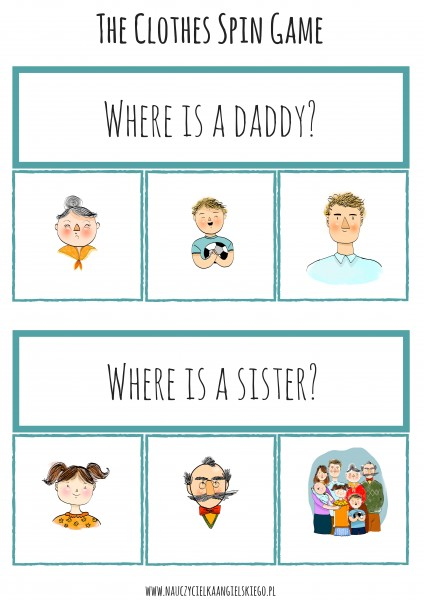 The Clothes Spin Game
Where is a daddy?
Where is a sister?
www.nauczycielkaangielskiego.pl